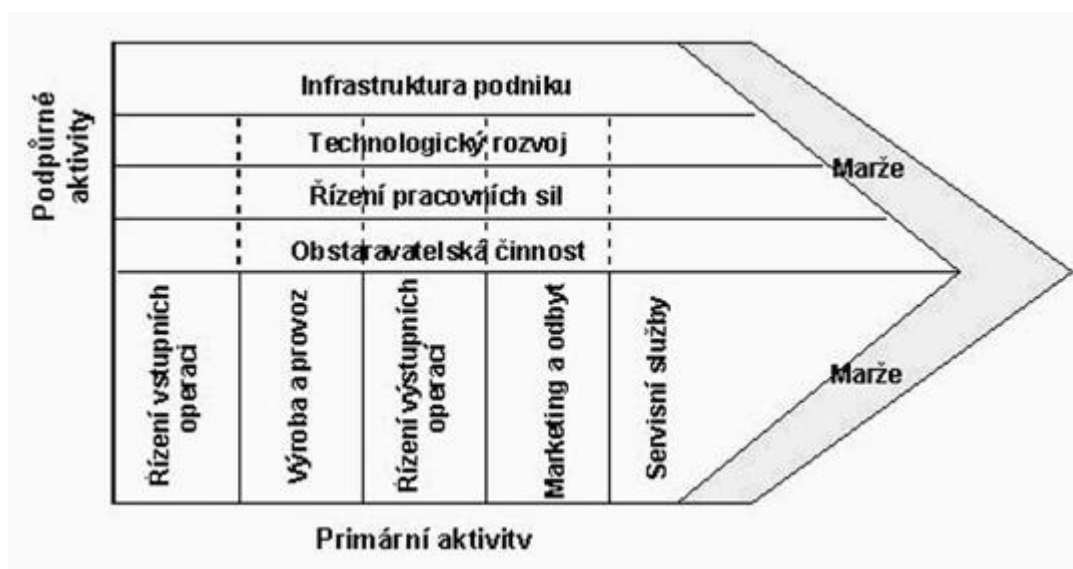 Podpůrné
aktivity
Infrastruktura podniku
Technologický rozvoj
Řízení pracovních sil
Obstaravatelská činnost
Marže
Řízení vstupních
operací
Výroba a provoz
Řízení výstupních
operací
Marketing a odbyt
Servisní služby
Marže
Primární aktivity